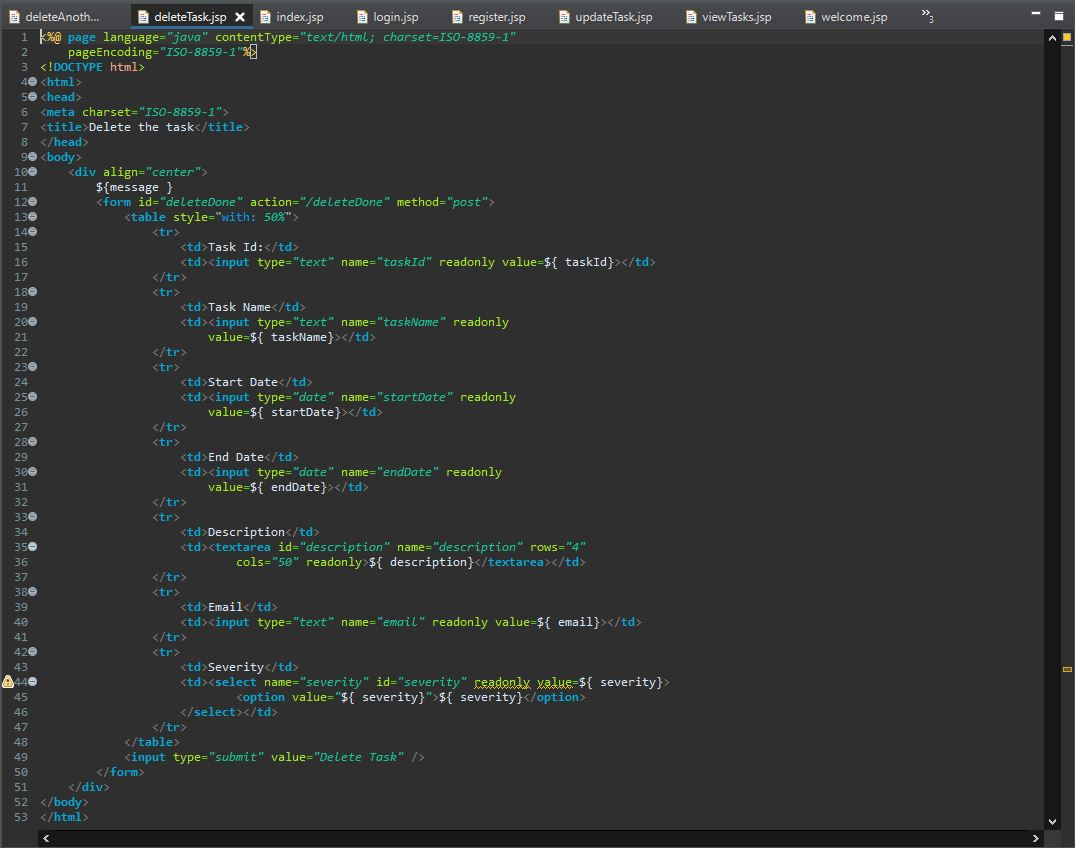 deleteAnoth... deleteTask.jsp index.jsp login.jsp register.jsp updateTask.jsp viewTasks.jsp welcome.jsp »3
1 <%@ page language="java" contentType="text/html; charset=ISO-8859-1"
2     pageEncoding="ISO-8859-1"%>
3 <!DOCTYPE html>
4 <html>
5 <head>
6 <meta charset="ISO-8859-1">
7 <title>Delete the task</title>
8 </head>
9 <body>
10     <div align="center">
11         ${message }
12         <form id="deleteDone" action="/deleteDone" method="post">
13             <table style="with: 50%">
14                 <tr>
15                     <td>Task Id:</td>
16                     <td><input type="text" name="taskId" readonly value=${ taskId}></td>
17                 </tr>
18                 <tr>
19                     <td>Task Name</td>
20                     <td><input type="text" name="taskName" readonly
21                         value=${ taskName}></td>
22                 </tr>
23                 <tr>
24                     <td>Start Date</td>
25                     <td><input type="date" name="startDate" readonly
26                         value=${ startDate}></td>
27                 </tr>
28                 <tr>
29                     <td>End Date</td>
30                     <td><input type="date" name="endDate" readonly
31                         value=${ endDate}></td>
32                 </tr>
33                 <tr>
34                     <td>Description</td>
35                     <td><textarea id="description" name="description" rows="4"
36                             cols="50" readonly>${ description}</textarea></td>
37                 </tr>
38                 <tr>
39                     <td>Email</td>
40                     <td><input type="text" name="email" readonly value=${ email}></td>
41                 </tr>
42                 <tr>
43                     <td>Severity</td>
44                     <td><select name="severity" id="severity" readonly value=${ severity}>
45                             <option value="${ severity}">${ severity}</option>
46                     </select></td>
47                 </tr>
48             </table>
49             <input type="submit" value="Delete Task" />
50         </form>
51     </div>
52 </body>
53 </html>